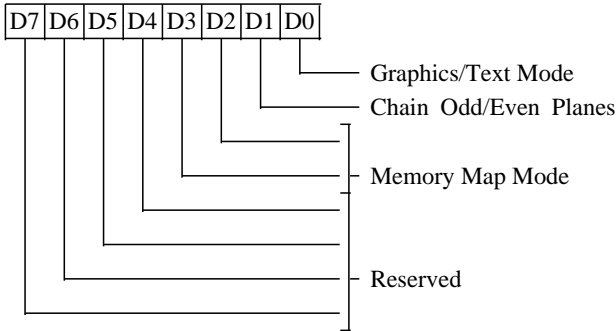 D7 D6 D5 D4 D3 D2 D1 D0
Graphics/Text Mode
Chain Odd/Even Planes
Memory Map Mode
Reserved